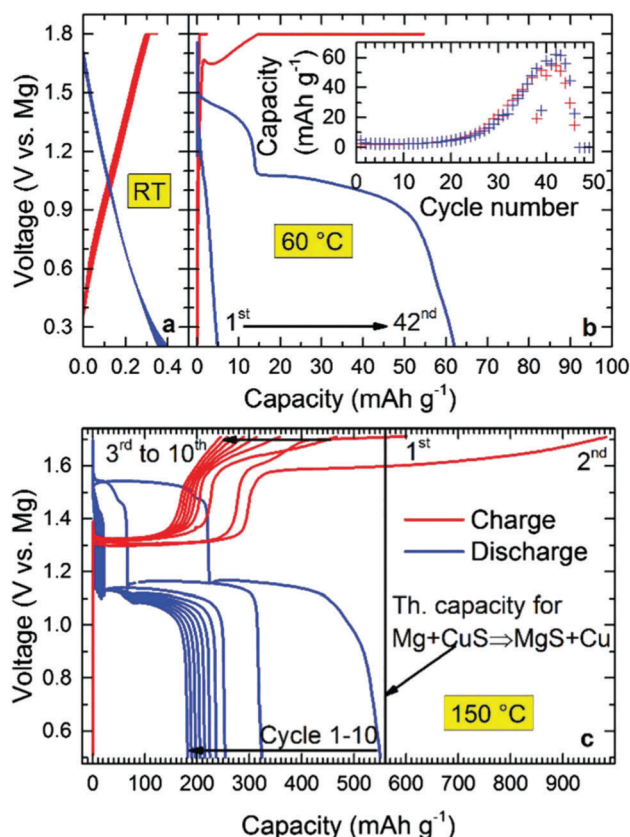 1.8
1.5
1.2
0.9
0.6
0.3
Voltage (V vs. Mg)
RT
a
0.0 0.2 0.4
60 °C
1st
42nd
b
0 10 20 30 40 50 60 70 80 90 100
Capacity (mAh g-1)
60
40
20
0
Capacity
(mAh g-1)
0 10 20 30 40 50
Cycle number
1.6
1.4
1.2
1.0
0.8
0.6
Voltage (V vs. Mg)
3rd to 10th
1st
2nd
Charge
Discharge
Th. capacity for
Mg+CuS⇒MgS+Cu
150 °C
Cycle 1-10
c
0 100 200 300 400 500 600 700 800 900
Capacity (mAh g-1)